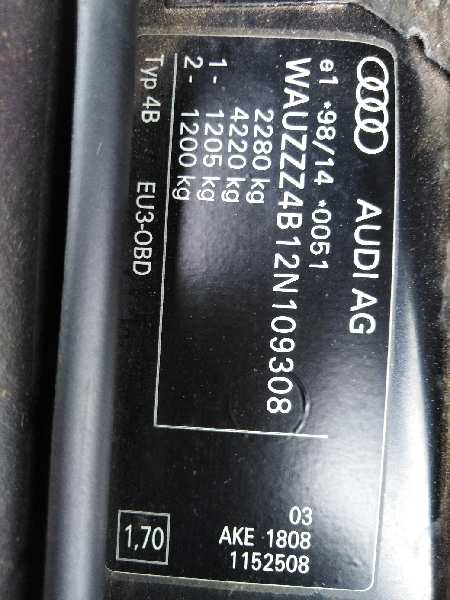 AUDI AG
e1 *98/14 *0051
WAUZZZ4B12N109308
2280 kg
4220 kg
1 - 1205 kg
2 - 1200 kg
Typ 4B EU3-OBD
03
AKE 1808
1152508
1,70